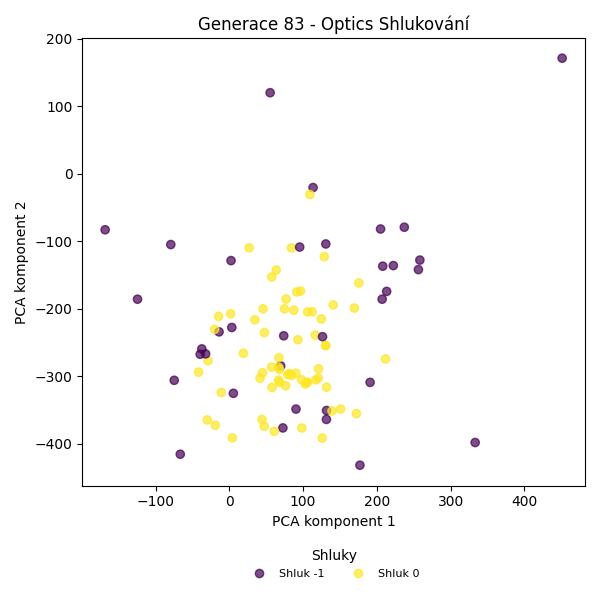 Generace 83 - Optics Shlukování
200
100
0
−100
−200
−300
−400
PCA komponent 2
−100 0 100 200 300 400
PCA komponent 1
Shluky
Shluk -1 Shluk 0